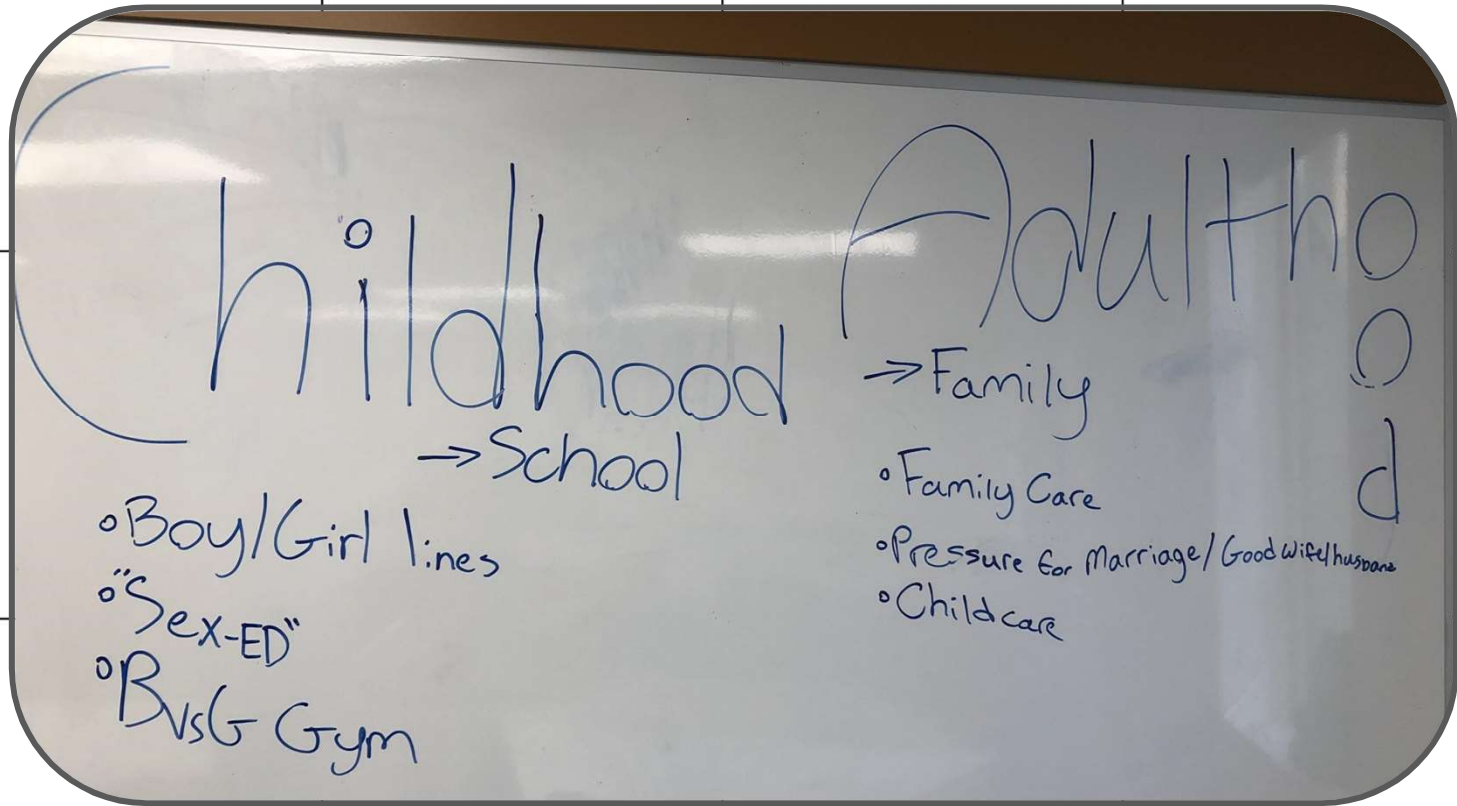 Childhood
→School
◦Boy/Girl lines
◦"Sex-ED"
◦BvsG Gym
Adulthood
→Family
◦Family Care
◦Pressure for Marriage/Good wife/husband
◦Childcare